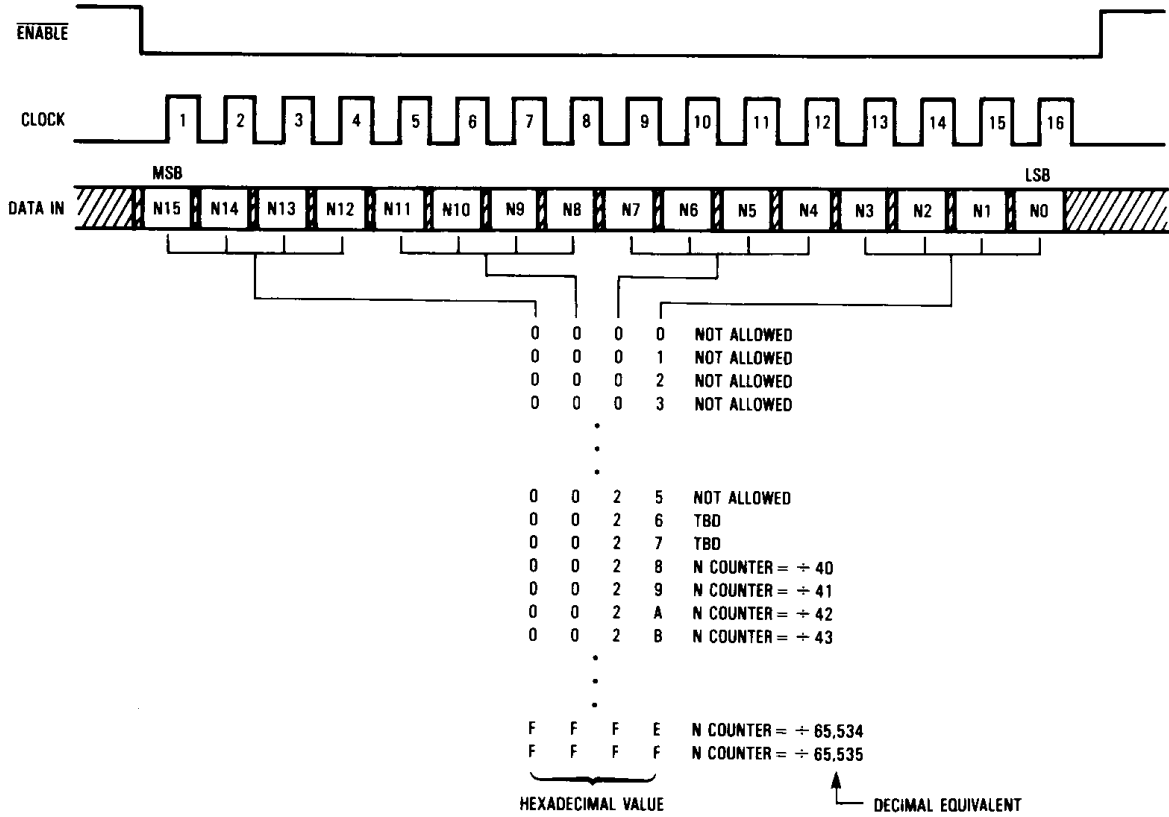 ENABLE
CLOCK 1 2 3 4 5 6 7 8 9 10 11 12 13 14 15 16
MSB LSB
DATA IN N15 N14 N13 N12 N11 N10 N9 N8 N7 N6 N5 N4 N3 N2 N1 N0
0 0 0 0 NOT ALLOWED
0 0 0 1 NOT ALLOWED
0 0 0 2 NOT ALLOWED
0 0 0 3 NOT ALLOWED
0 0 2 5 NOT ALLOWED
0 0 2 6 TBD
0 0 2 7 TBD
0 0 2 8 N COUNTER = ÷ 40
0 0 2 9 N COUNTER = ÷ 41
0 0 2 A N COUNTER = ÷ 42
0 0 2 B N COUNTER = ÷ 43
F F F E N COUNTER = ÷ 65,534
F F F F N COUNTER = ÷ 65,535
HEXADECIMAL VALUE DECIMAL EQUIVALENT